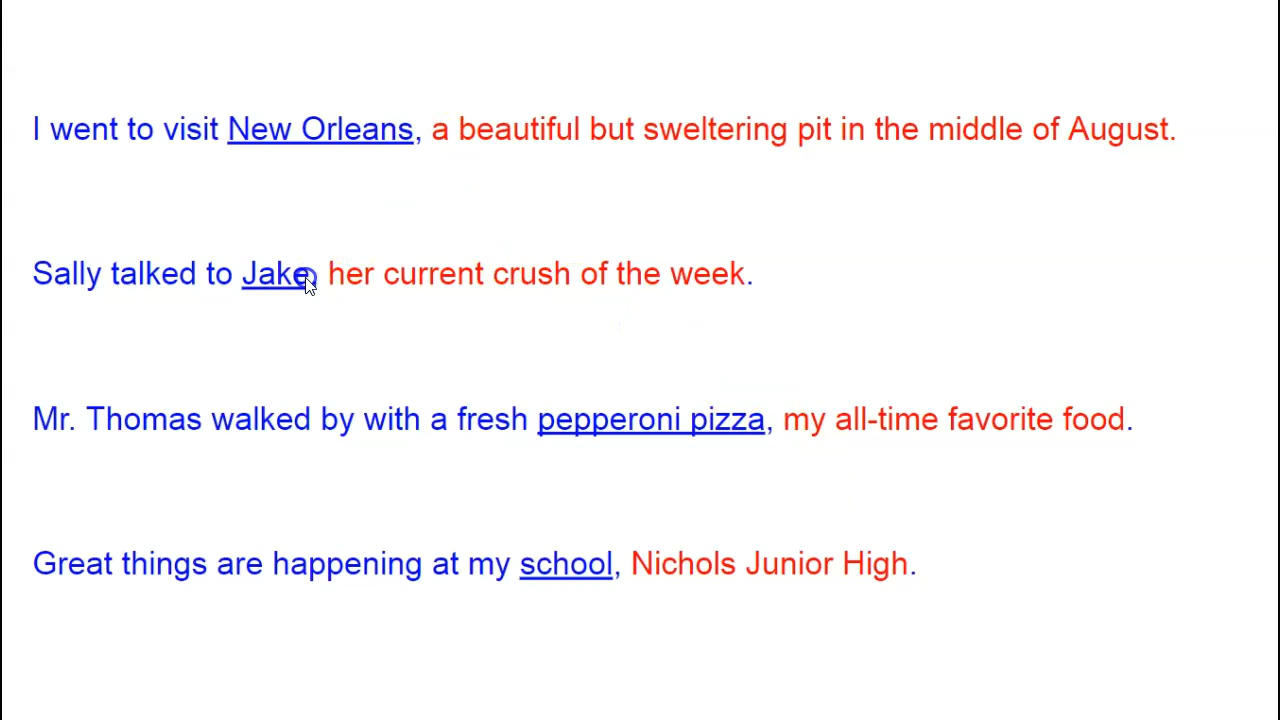 I went to visit New Orleans, a beautiful but sweltering pit in the middle of August.
Sally talked to Jake, her current crush of the week.
Mr. Thomas walked by with a fresh pepperoni pizza, my all-time favorite food.
Great things are happening at my school, Nichols Junior High.